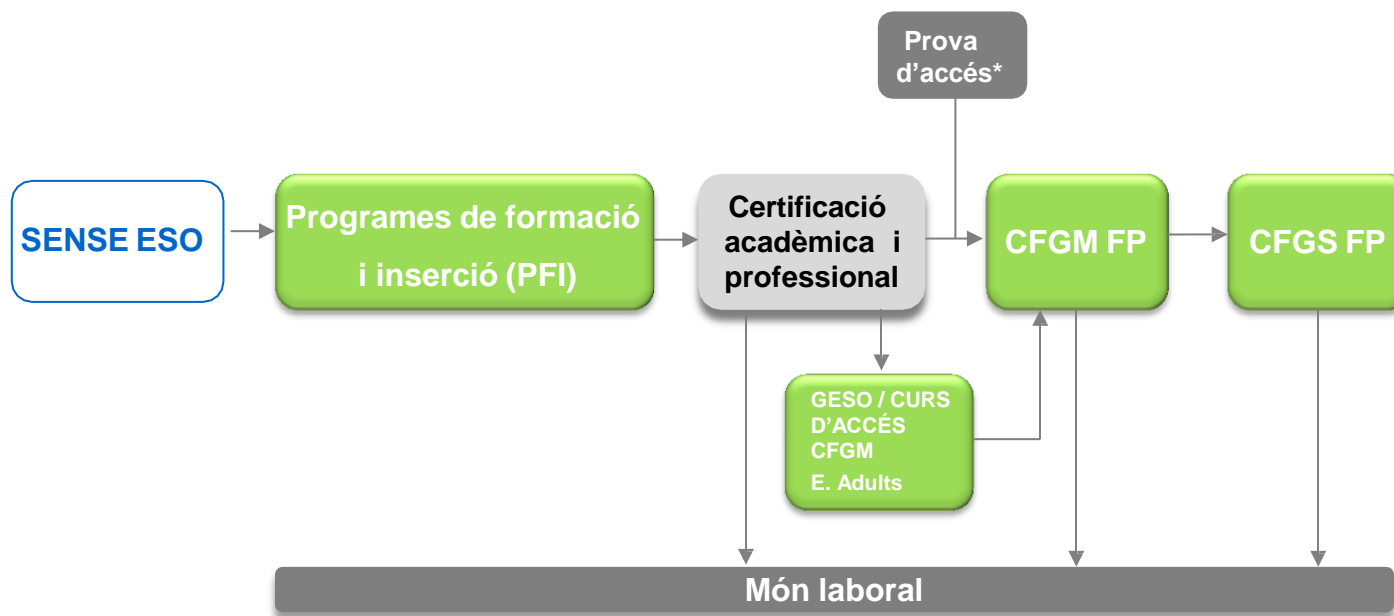 Prova
d’accés*
SENSE ESO
Programes de formació
i inserció (PFI)
Certificació
acadèmica i
professional
CFGM FP
CFGS FP
GESO / CURS
D’ACCÉS
CFGM
E. Adults
Món laboral